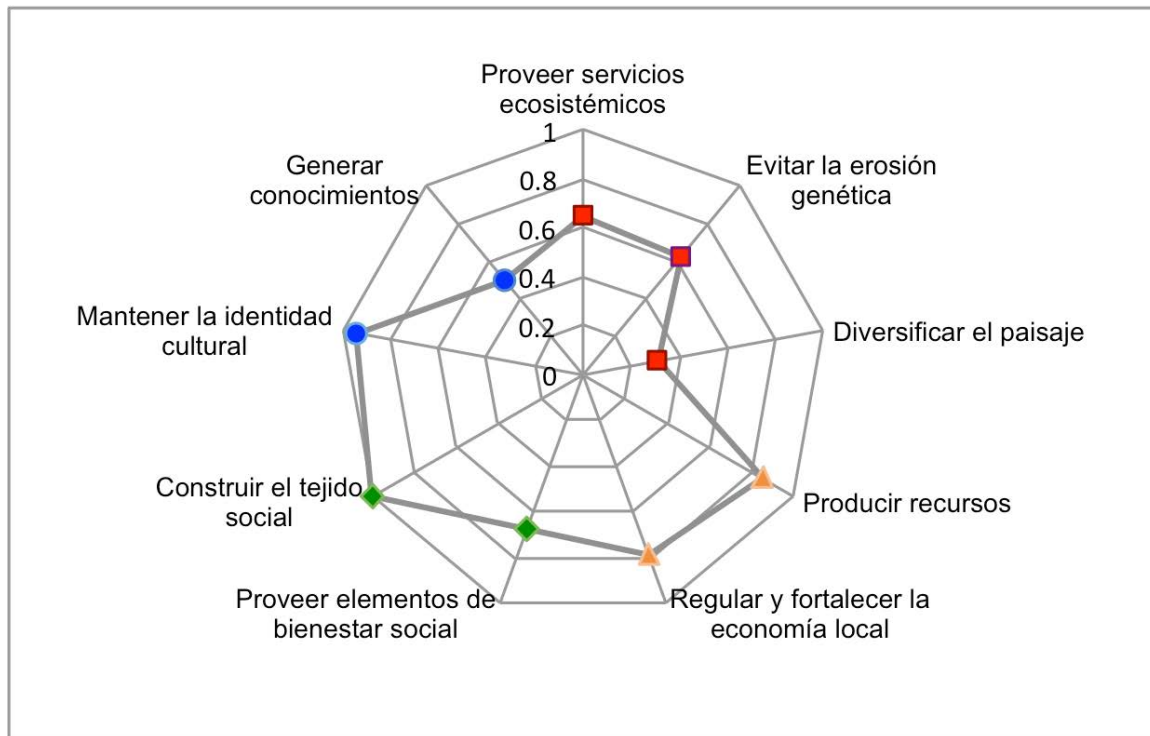 Proveer servicios
ecosistémicos
1
0.8
0.6
0.4
0.2
0
Evitar la erosión
genética
Diversificar el paisaje
Producir recursos
Regular y fortalecer la
economía local
Proveer elementos de
bienestar social
Construir el tejido
social
Mantener la identidad
cultural
Generar
conocimientos